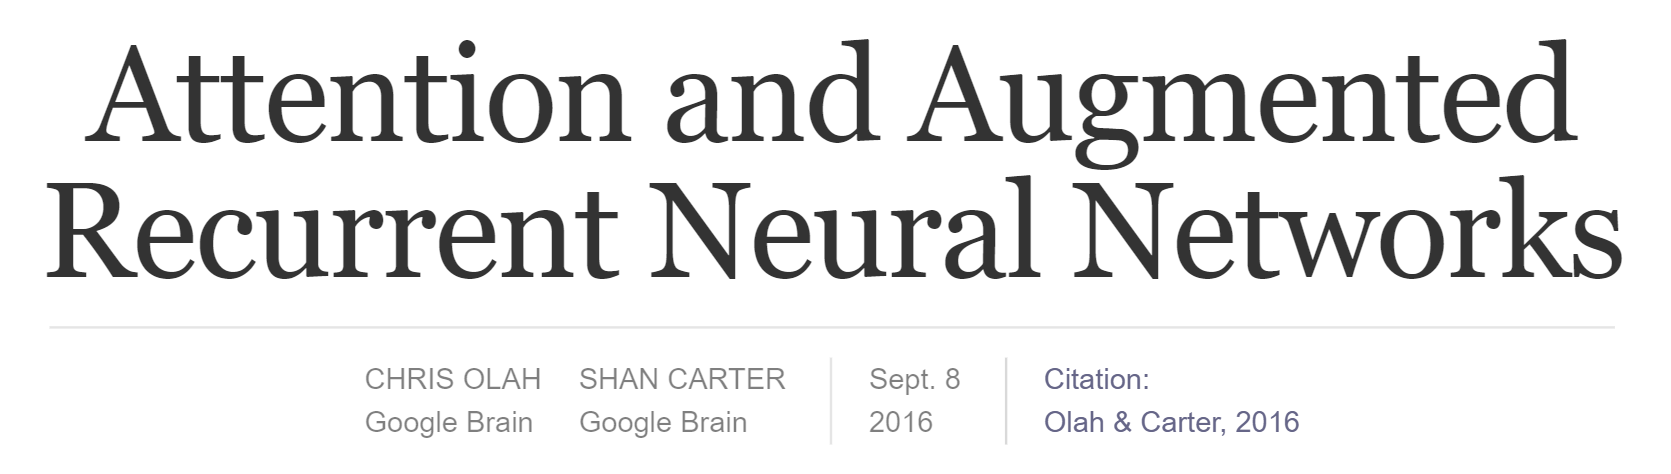 Attention and Augmented
Recurrent Neural Networks
CHRIS OLAH
Google Brain
SHAN CARTER
Google Brain
Sept. 8
2016
Citation:
Olah & Carter, 2016